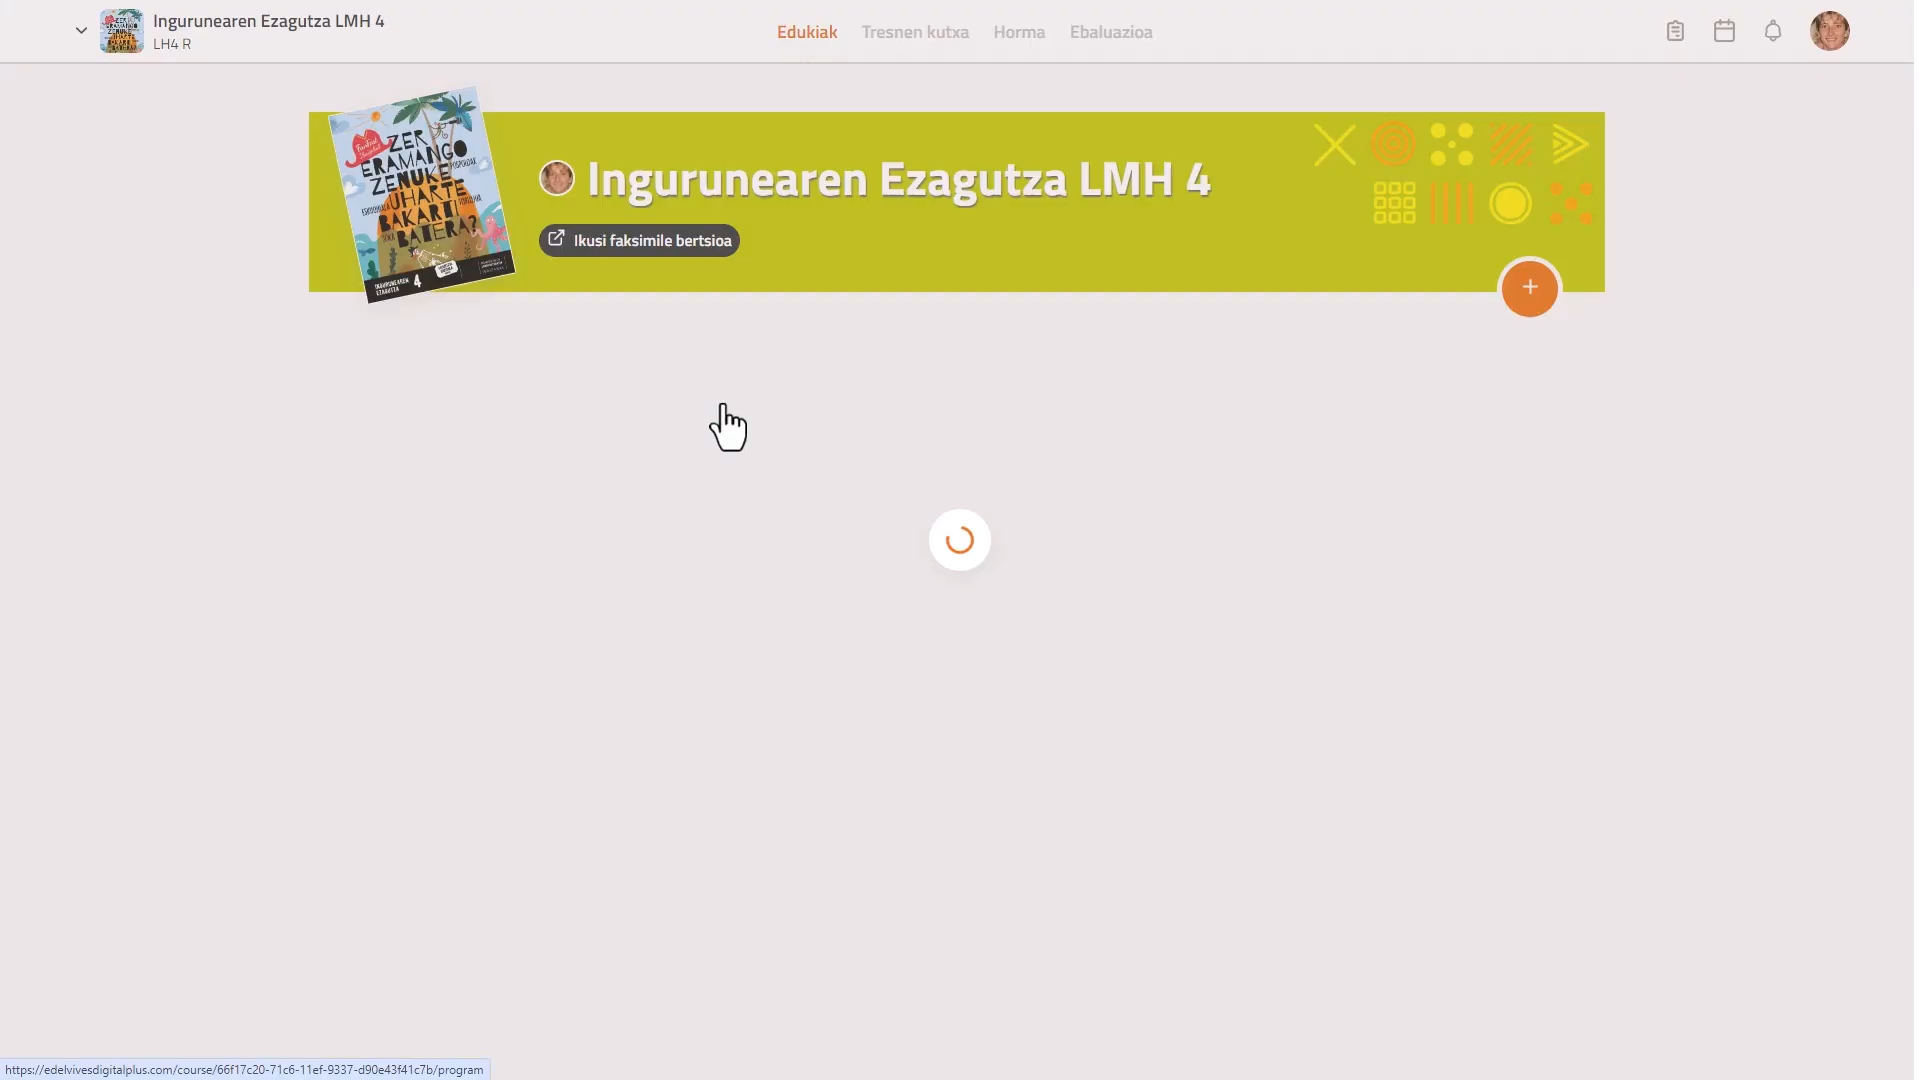 Ingurunearen Ezagutza LMH 4
LH4 R
Edukiak
Tresnen kutxa
Horma
Ebaluazioa
ZER
ERAMANGO
ZENUKE
UHARTE
BAKARTI
BATERA?
INGURUNEAREN
EZAGUTZA
4
Ingurunearen Ezagutza LMH 4
Ikusi faksimile bertsioa
+
https://edelvivesdigitalplus.com/course/66f17c20-71c6-11ef-9337-d90e43f41c7b/program